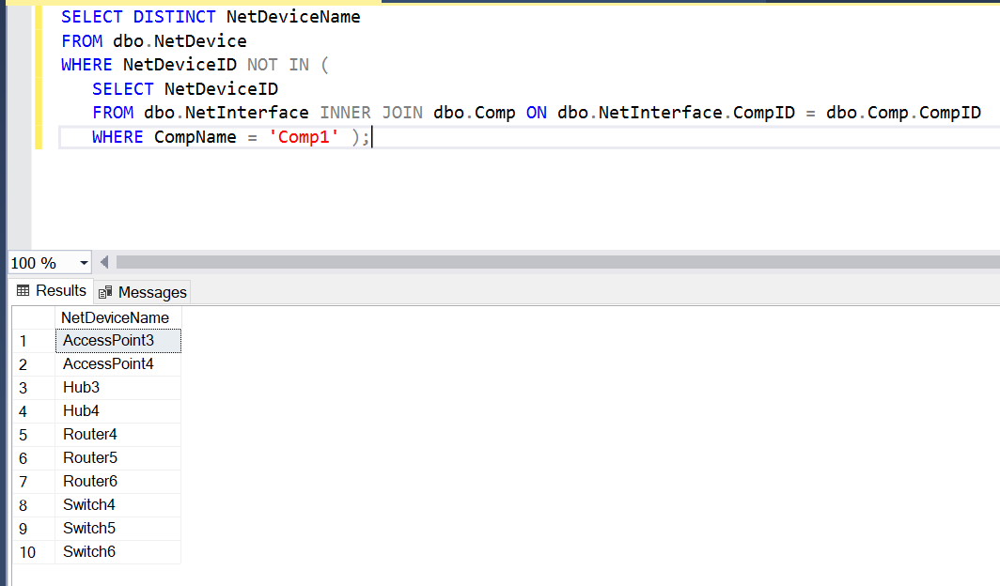 SELECT DISTINCT NetDeviceName
FROM dbo.NetDevice
WHERE NetDeviceID NOT IN (
SELECT NetDeviceID
FROM dbo.NetInterface INNER JOIN dbo.Comp ON dbo.NetInterface.CompID = dbo.Comp.CompID
WHERE CompName = 'Comp1' );
100 %
Results Messages
NetDeviceName
1 AccessPoint3
2 AccessPoint4
3 Hub3
4 Hub4
5 Router4
6 Router5
7 Router6
8 Switch4
9 Switch5
10 Switch6